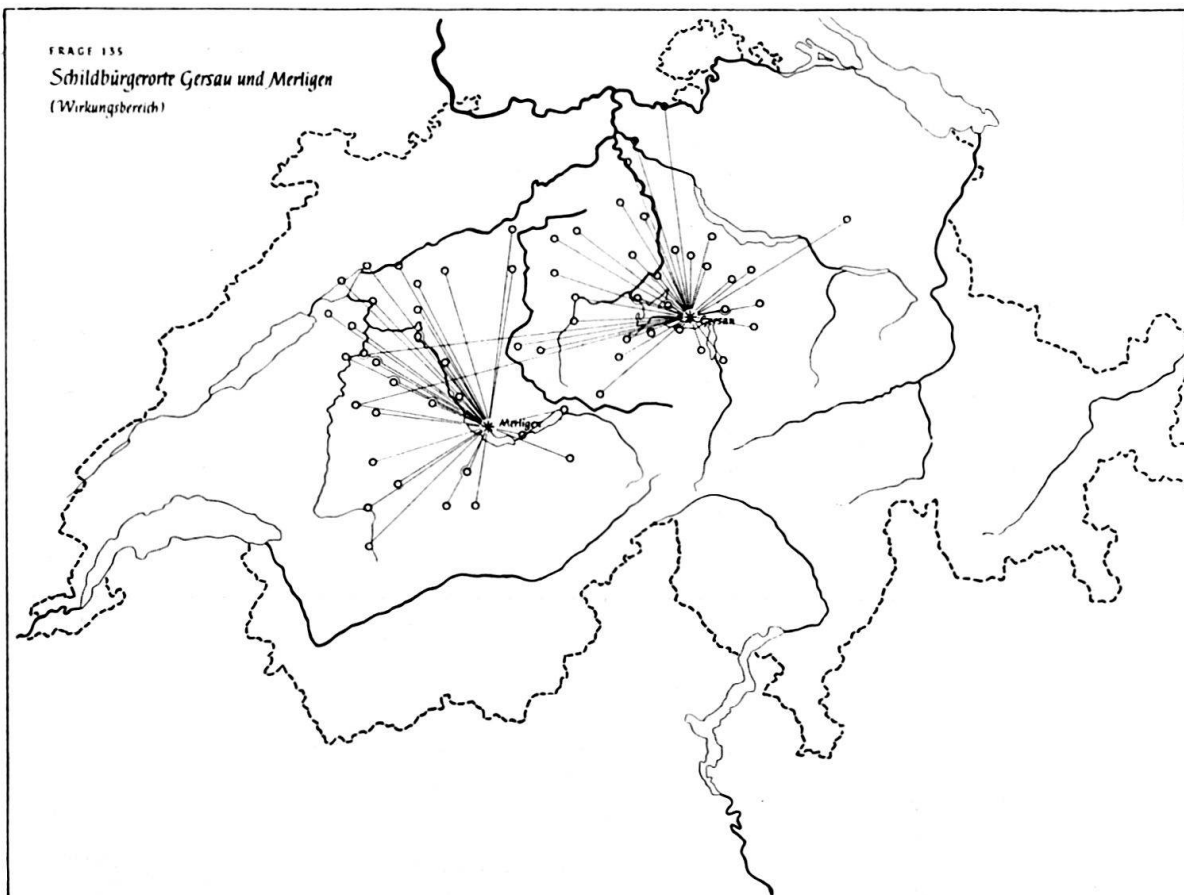 FRAGE 135
Schildbürgerorte Gersau und Merligen
(Wirkungsbereich)
Gersau
Merligen